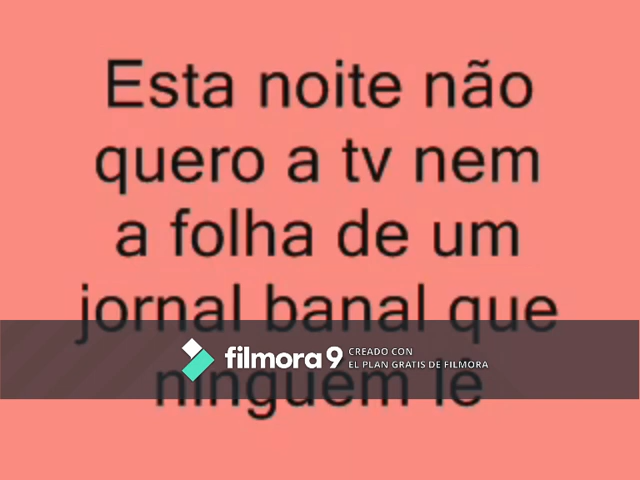 Esta noite não
quero a tv nem
a folha de um
jornal banal que
filmora 9
CREADO CON
EL PLAN GRATIS DE FILMORA
ninguém lê